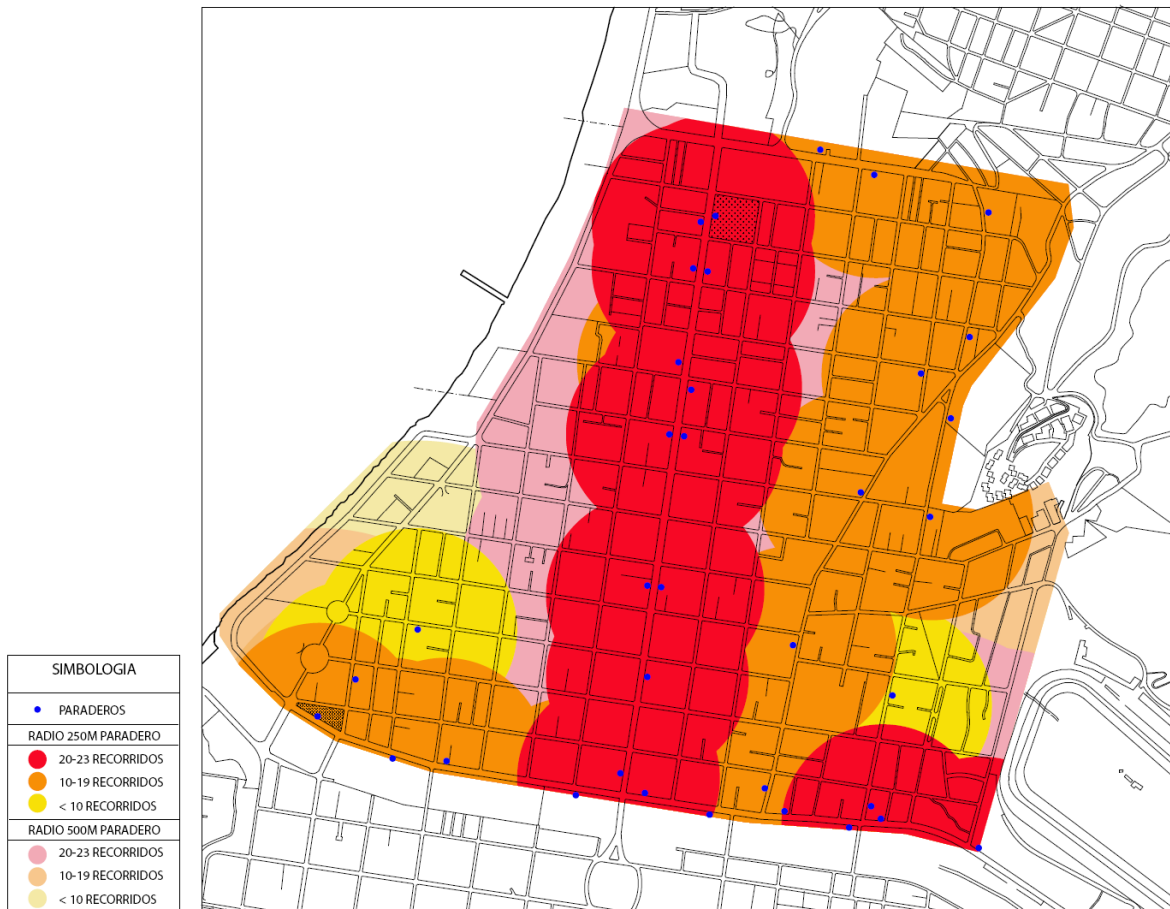 SIMBOLOGIA
PARADEROS
RADIO 250M PARADERO
20-23 RECORRIDOS
10-19 RECORRIDOS
< 10 RECORRIDOS
RADIO 500M PARADERO
20-23 RECORRIDOS
10-19 RECORRIDOS
< 10 RECORRIDOS